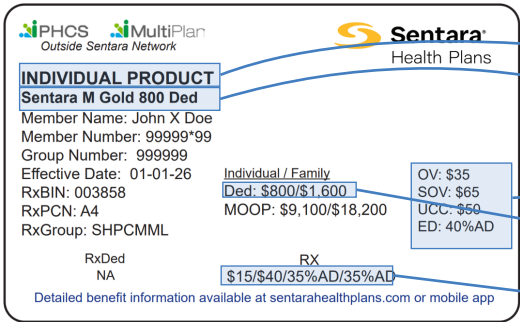 PHCS MultiPlan
Outside Sentara Network
Sentara
Health Plans
INDIVIDUAL PRODUCT
Sentara M Gold 800 Ded
Member Name: John X Doe
Member Number: 99999*99
Group Number:  999999
Effective Date:  01-01-26
RxBIN: 003858
RxPCN: A4
RxGroup: SHPCMML
Individual / Family
Ded: $800/$1,600
MOOP: $9,100/$18,200
OV: $35
SOV: $65
UCC: $50
ED: 40%AD
RxDed
NA
RX
$15/$40/35%AD/35%AD
Detailed benefit information available at sentarahealthplans.com or mobile app